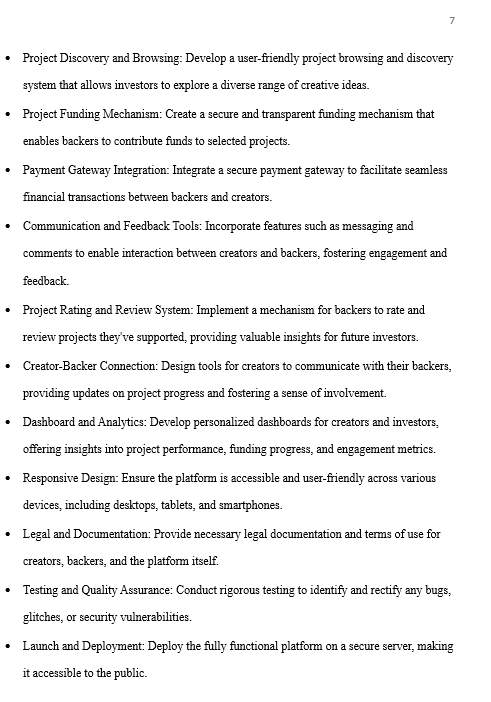 7
• Project Discovery and Browsing: Develop a user-friendly project browsing and discovery
system that allows investors to explore a diverse range of creative ideas.
• Project Funding Mechanism: Create a secure and transparent funding mechanism that
enables backers to contribute funds to selected projects.
• Payment Gateway Integration: Integrate a secure payment gateway to facilitate seamless
financial transactions between backers and creators.
• Communication and Feedback Tools: Incorporate features such as messaging and
comments to enable interaction between creators and backers, fostering engagement and
feedback.
• Project Rating and Review System: Implement a mechanism for backers to rate and
review projects they've supported, providing valuable insights for future investors.
• Creator-Backer Connection: Design tools for creators to communicate with their backers,
providing updates on project progress and fostering a sense of involvement.
• Dashboard and Analytics: Develop personalized dashboards for creators and investors,
offering insights into project performance, funding progress, and engagement metrics.
• Responsive Design: Ensure the platform is accessible and user-friendly across various
devices, including desktops, tablets, and smartphones.
• Legal and Documentation: Provide necessary legal documentation and terms of use for
creators, backers, and the platform itself.
• Testing and Quality Assurance: Conduct rigorous testing to identify and rectify any bugs,
glitches, or security vulnerabilities.
• Launch and Deployment: Deploy the fully functional platform on a secure server, making
it accessible to the public.